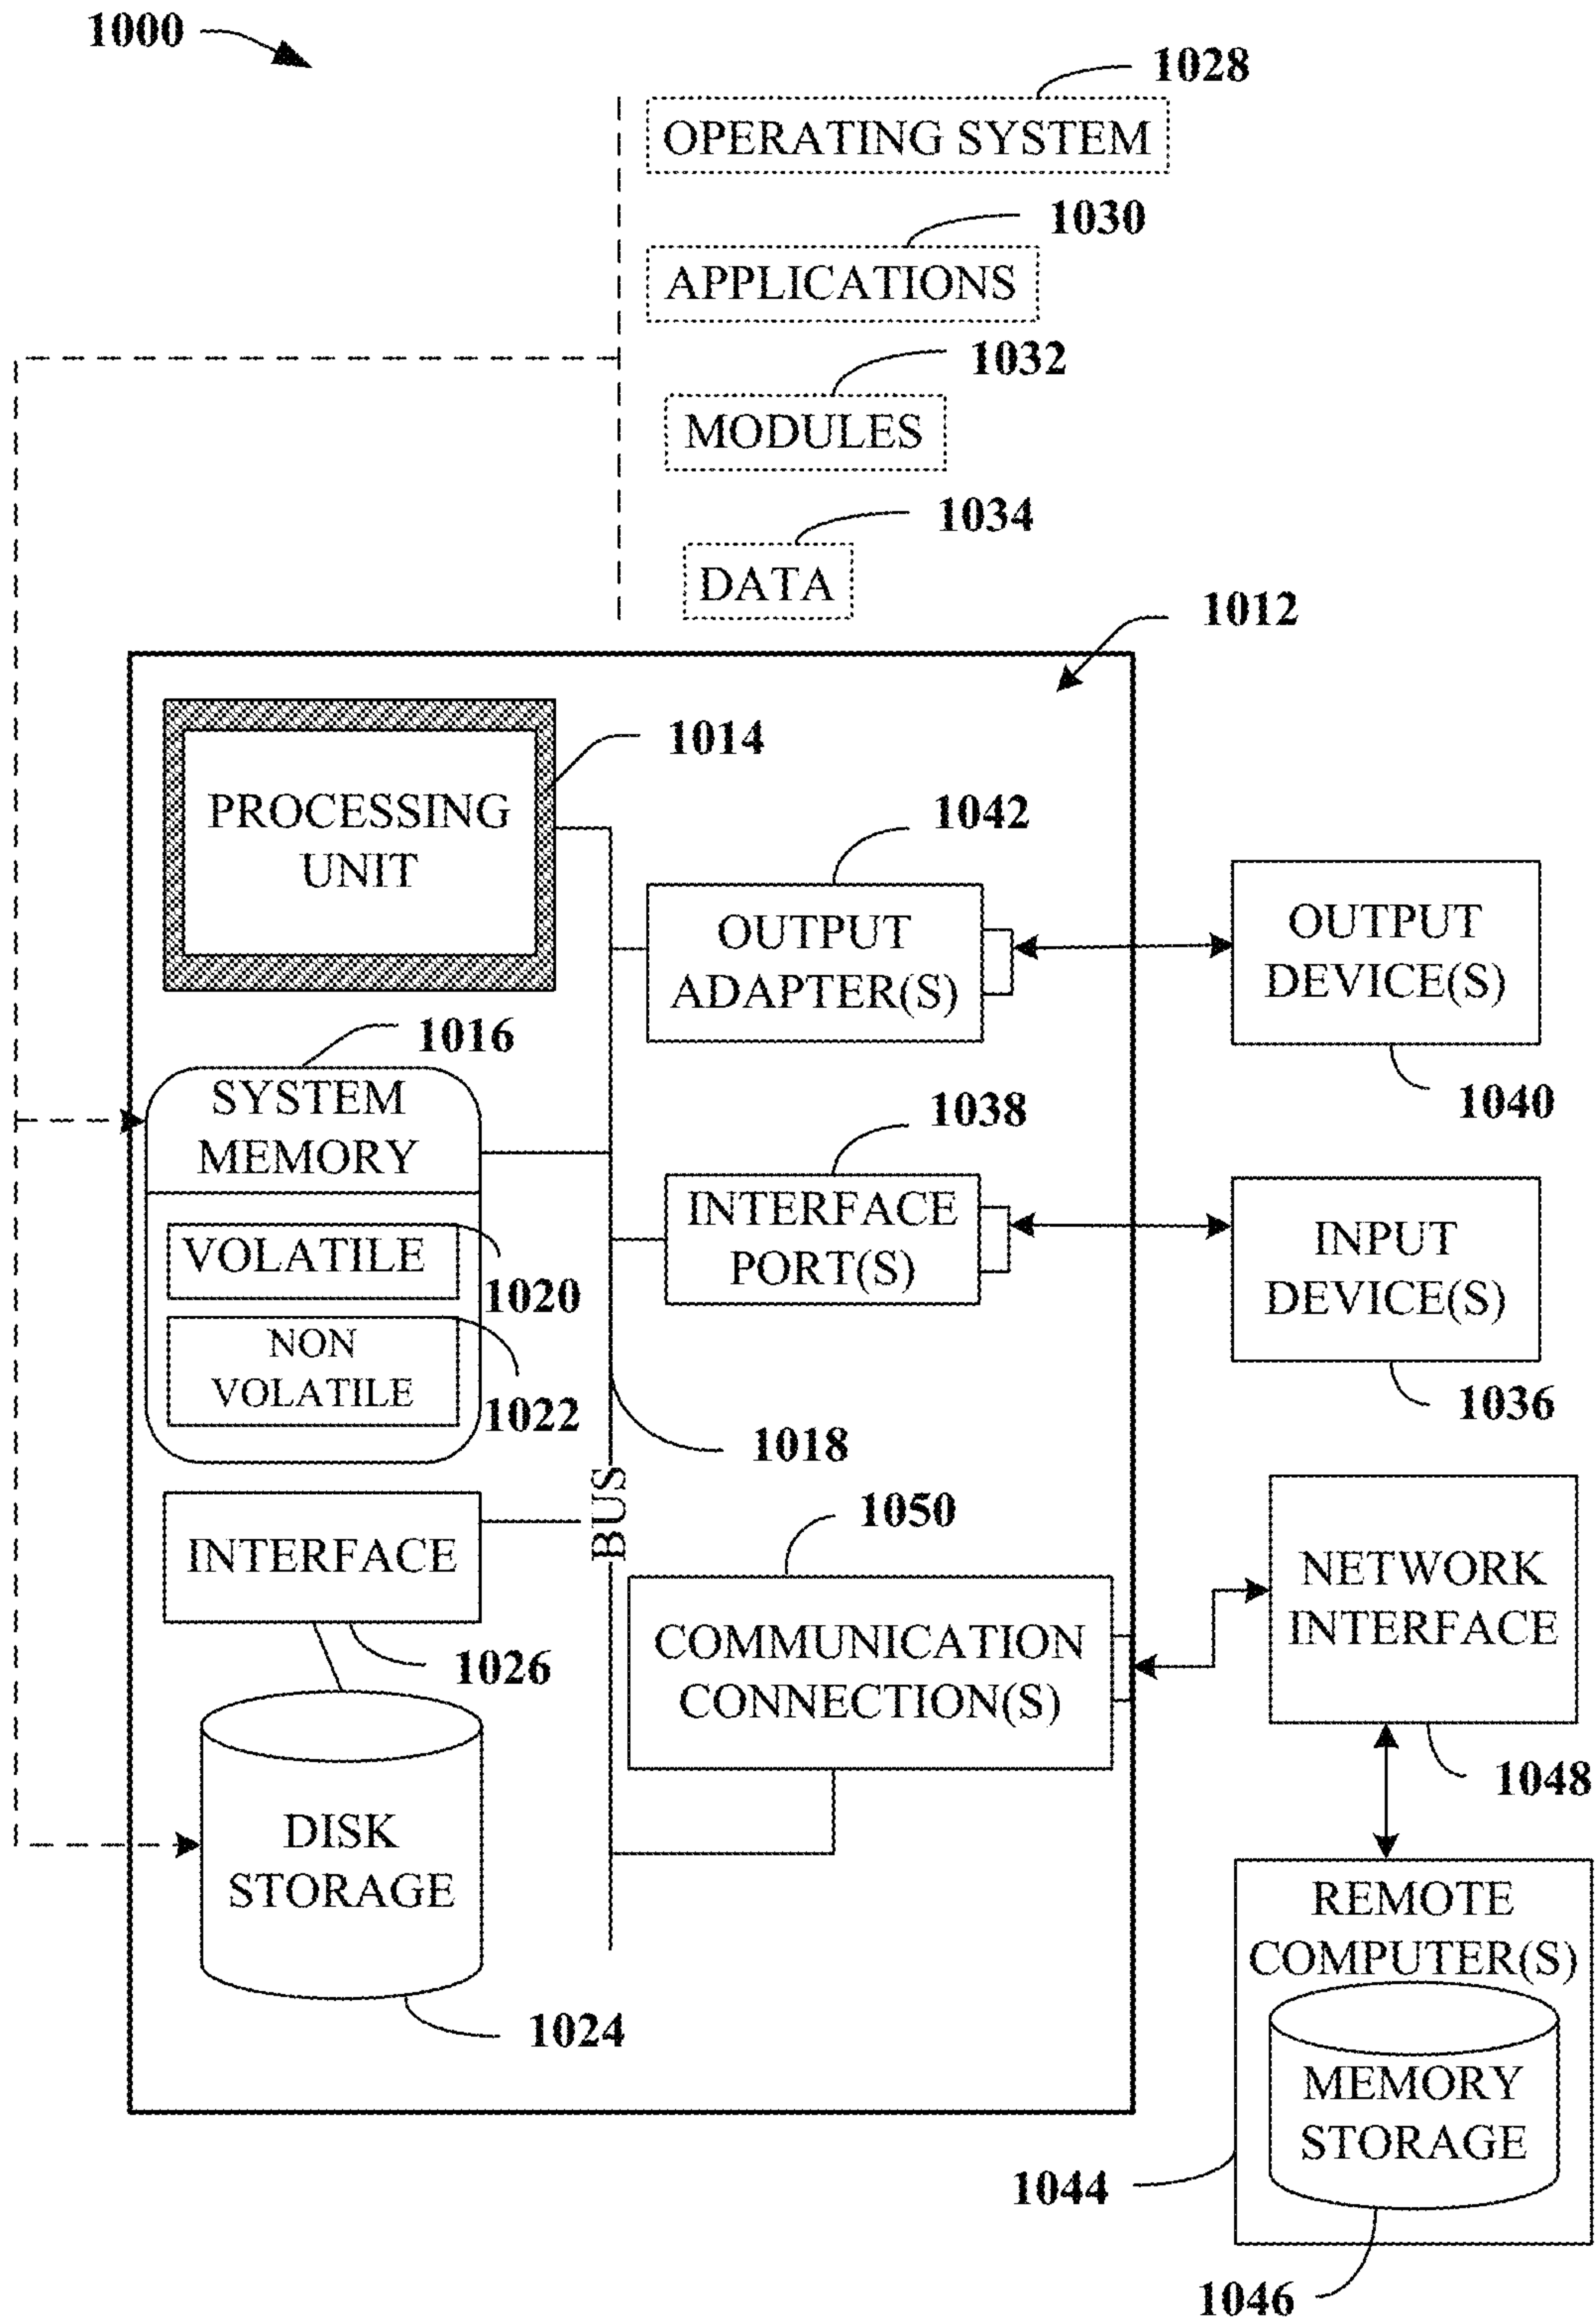 1000
1028
OPERATING SYSTEM
1030
APPLICATIONS
1032
MODULES
1034
DATA
1012
1014
PROCESSING
UNIT
1042
OUTPUT
ADAPTER(S)
OUTPUT
DEVICE(S)
1040
1016
SYSTEM
MEMORY
VOLATILE
1020
NON
VOLATILE
1022
1038
INTERFACE
PORT(S)
INPUT
DEVICE(S)
1036
1018
BUS
INTERFACE
1026
1050
COMMUNICATION
CONNECTION(S)
NETWORK
INTERFACE
1048
DISK
STORAGE
1024
REMOTE
COMPUTER(S)
MEMORY
STORAGE
1044
1046